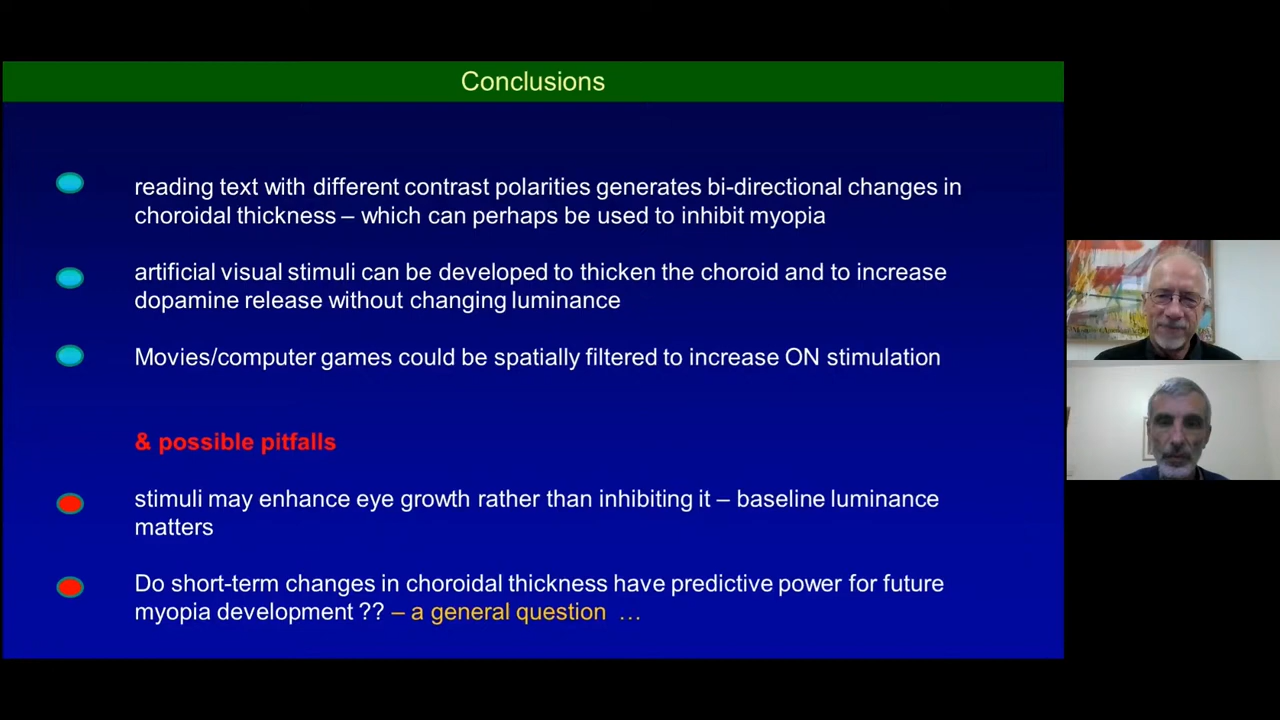 Conclusions
reading text with different contrast polarities generates bi-directional changes in
choroidal thickness – which can perhaps be used to inhibit myopia
artificial visual stimuli can be developed to thicken the choroid and to increase
dopamine release without changing luminance
Movies/computer games could be spatially filtered to increase ON stimulation
& possible pitfalls
stimuli may enhance eye growth rather than inhibiting it – baseline luminance
matters
Do short-term changes in choroidal thickness have predictive power for future
myopia development ?? – a general question …